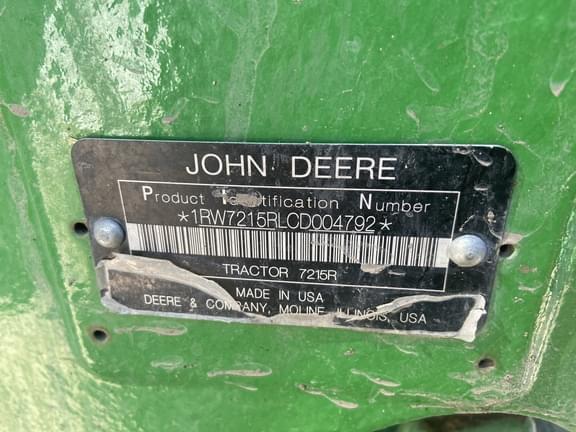 JOHN DEERE
Product Identification Number
*1RW7215RLCD004792*
TRACTOR 7215R
MADE IN USA
DEERE & COMPANY, MOLINE, ILLINOIS, USA